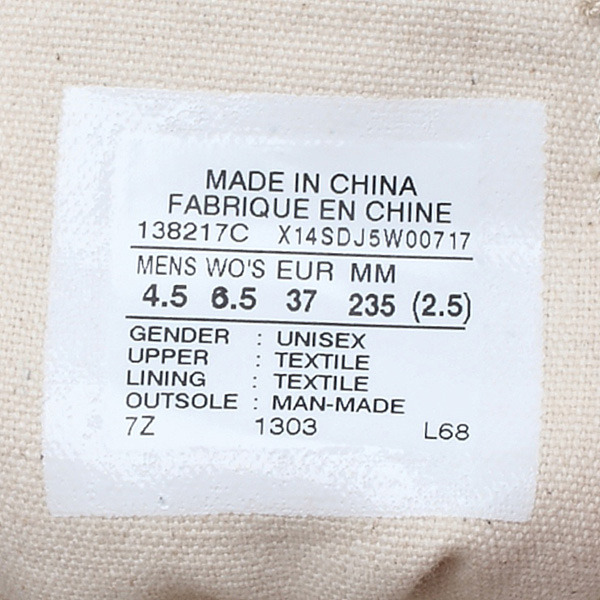 MADE IN CHINA
FABRIQUE EN CHINE
138217C X14SDJ5W00717
MENS WO'S EUR MM
4.5 6.5 37 235 (2.5)
GENDER : UNISEX
UPPER : TEXTILE
LINING : TEXTILE
OUTSOLE : MAN-MADE
7Z 1303 L68